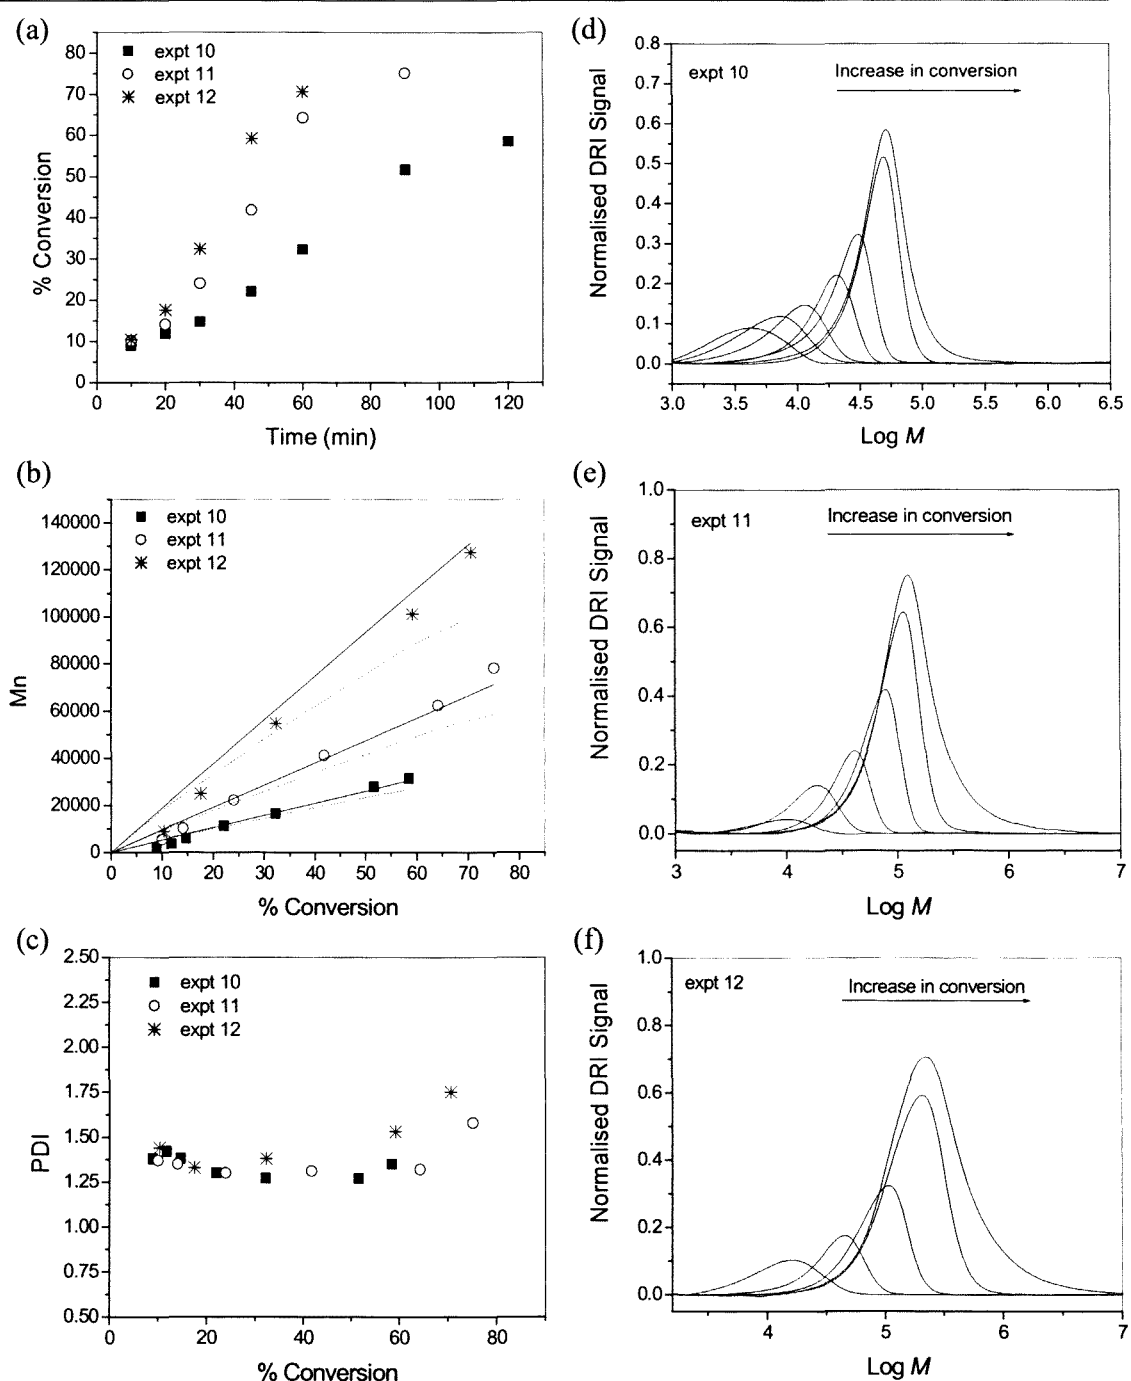 (a)
expt 10
expt 11
expt 12
80
70
60
50
40
30
20
10
0
0 20 40 60 80 100 120
% Conversion
Time (min)
(b)
expt 10
expt 11
expt 12
140000
120000
100000
80000
60000
40000
20000
0
0 10 20 30 40 50 60 70 80
Mn
% Conversion
(c)
expt 10
expt 11
expt 12
2.50
2.25
2.00
1.75
1.50
1.25
1.00
0.75
0.50
0 20 40 60 80
PDI
% Conversion
(d)
expt 10
Increase in conversion
0.8
0.7
0.6
0.5
0.4
0.3
0.2
0.1
0.0
3.0 3.5 4.0 4.5 5.0 5.5 6.0 6.5
Normalised DRI Signal
Log M
(e)
expt 11
Increase in conversion
1.0
0.8
0.6
0.4
0.2
0.0
3 4 5 6 7
Normalised DRI Signal
Log M
(f)
expt 12
Increase in conversion
1.0
0.8
0.6
0.4
0.2
0.0
4 5 6 7
Normalised DRI Signal
Log M